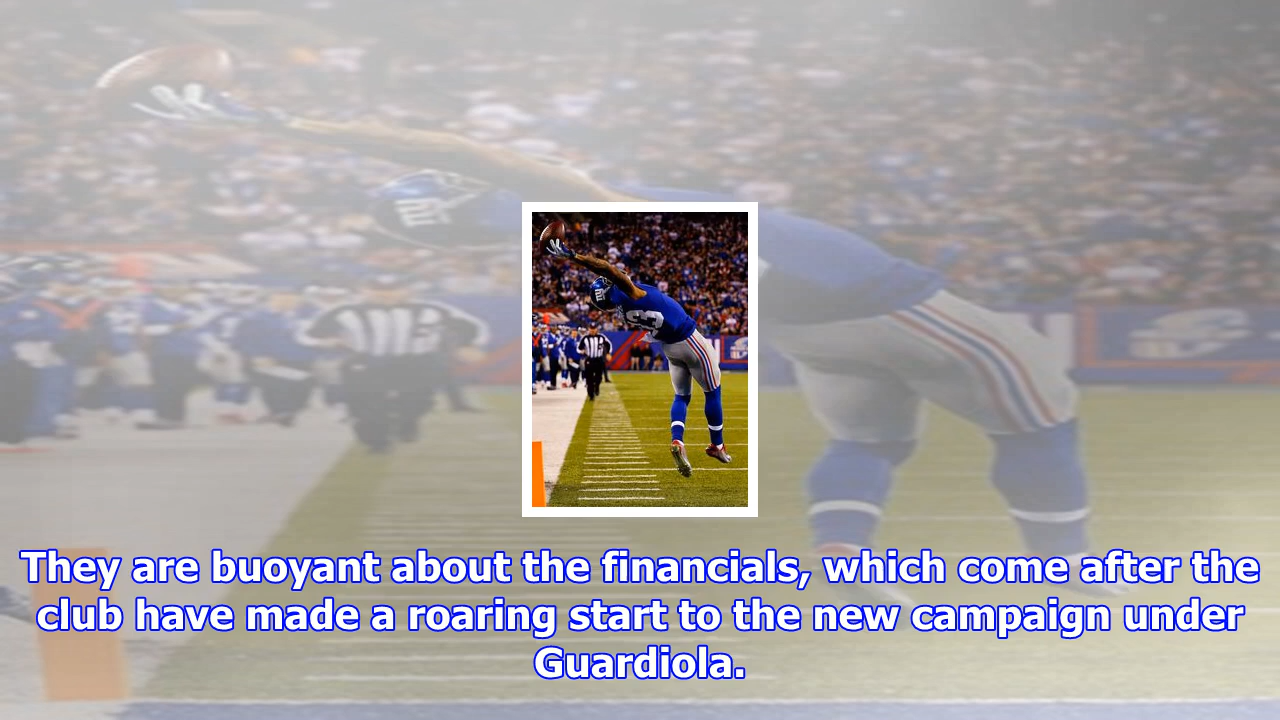 They are buoyant about the financials, which come after the
club have made a roaring start to the new campaign under
Guardiola.